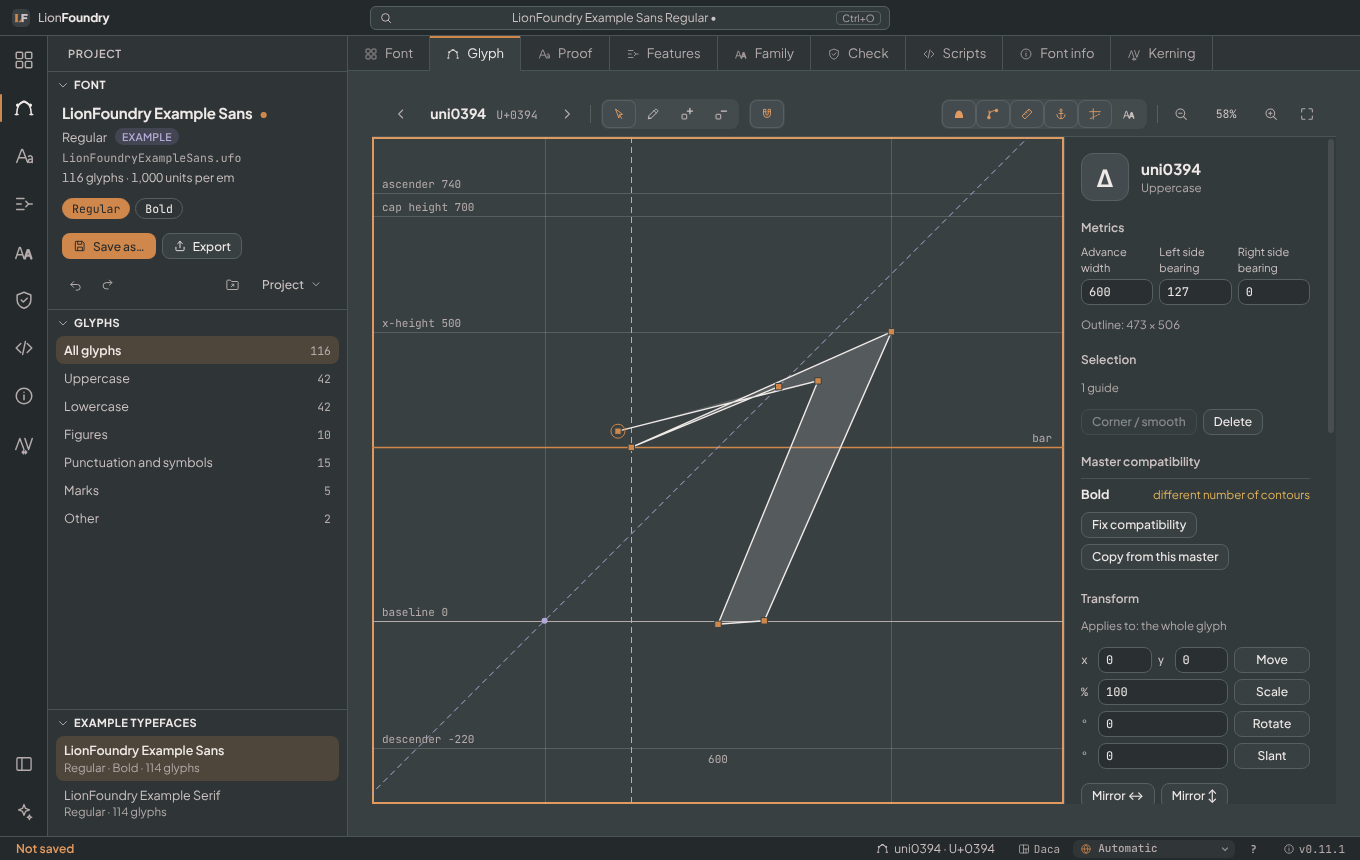 LF LionFoundry
LionFoundry Example Sans Regular •
Ctrl+O
PROJECT
Font
Glyph
Proof
Features
Family
Check
Scripts
Font info
Kerning
FONT
LionFoundry Example Sans
Regular EXAMPLE
LionFoundryExampleSans.ufo
116 glyphs · 1,000 units per em
Regular Bold
Save as… Export
Project
GLYPHS
All glyphs 116
Uppercase 42
Lowercase 42
Figures 10
Punctuation and symbols 15
Marks 5
Other 2
EXAMPLE TYPEFACES
LionFoundry Example Sans
Regular · Bold · 114 glyphs
LionFoundry Example Serif
Regular · 114 glyphs
uni0394 U+0394
58%
ascender 740
cap height 700
x-height 500
bar
baseline 0
descender -220
600
Δ
uni0394
Uppercase
Metrics
Advance width
Left side bearing
Right side bearing
600 127 0
Outline: 473 × 506
Selection
1 guide
Corner / smooth Delete
Master compatibility
Bold different number of contours
Fix compatibility
Copy from this master
Transform
Applies to: the whole glyph
x 0 y 0 Move
% 100 Scale
° 0 Rotate
° 0 Slant
Mirror ↔ Mirror ↕
Not saved
uni0394 · U+0394
Daca
Automatic
?
v0.11.1